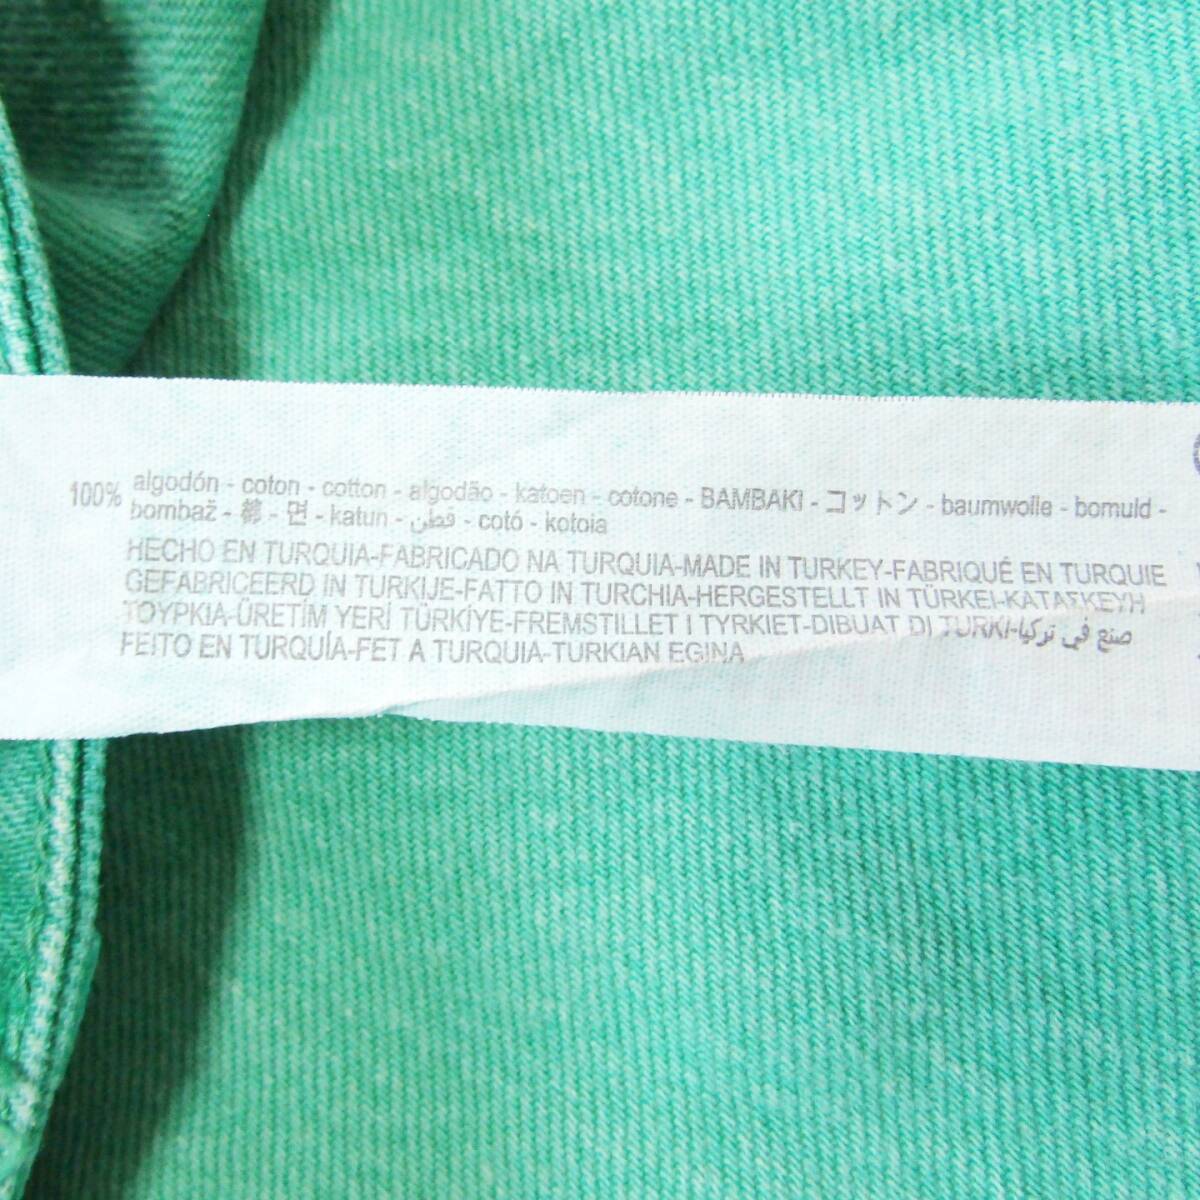 100% algodón - coton - cotton - algodão - katoen - cotone - BAMBAKI - コットン - baumwolle - bomuld -
bombaž - 綿 - 면 - katun - قطن - cotó - kotoia
HECHO EN TURQUIA-FABRICADO NA TURQUIA-MADE IN TURKEY-FABRIQUÉ EN TURQUIE
GEFABRICEERD IN TURKIJE-FATTO IN TURCHIA-HERGESTELLT IN TÜRKEI-ΚΑΤΑΣΚΕΥΗ
ΤΟΥΡΚΙΑ-ÜRETİM YERİ TÜRKİYE-FREMSTILLET I TYRKIET-DIBUAT DI TURKI-صنع في تركيا
FEITO EN TURQUÍA-FET A TURQUIA-TURKIAN EGINA